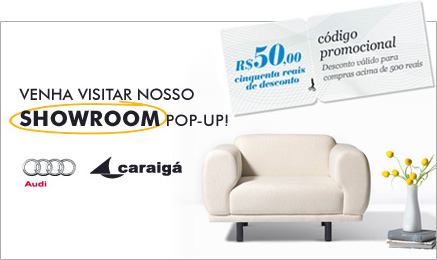 VENHA VISITAR NOSSO
SHOWROOM POP-UP!
Audi
caraigá
R$50,00
cinquenta reais
de desconto
código
promocional
Desconto válido para
compras acima de 500 reais